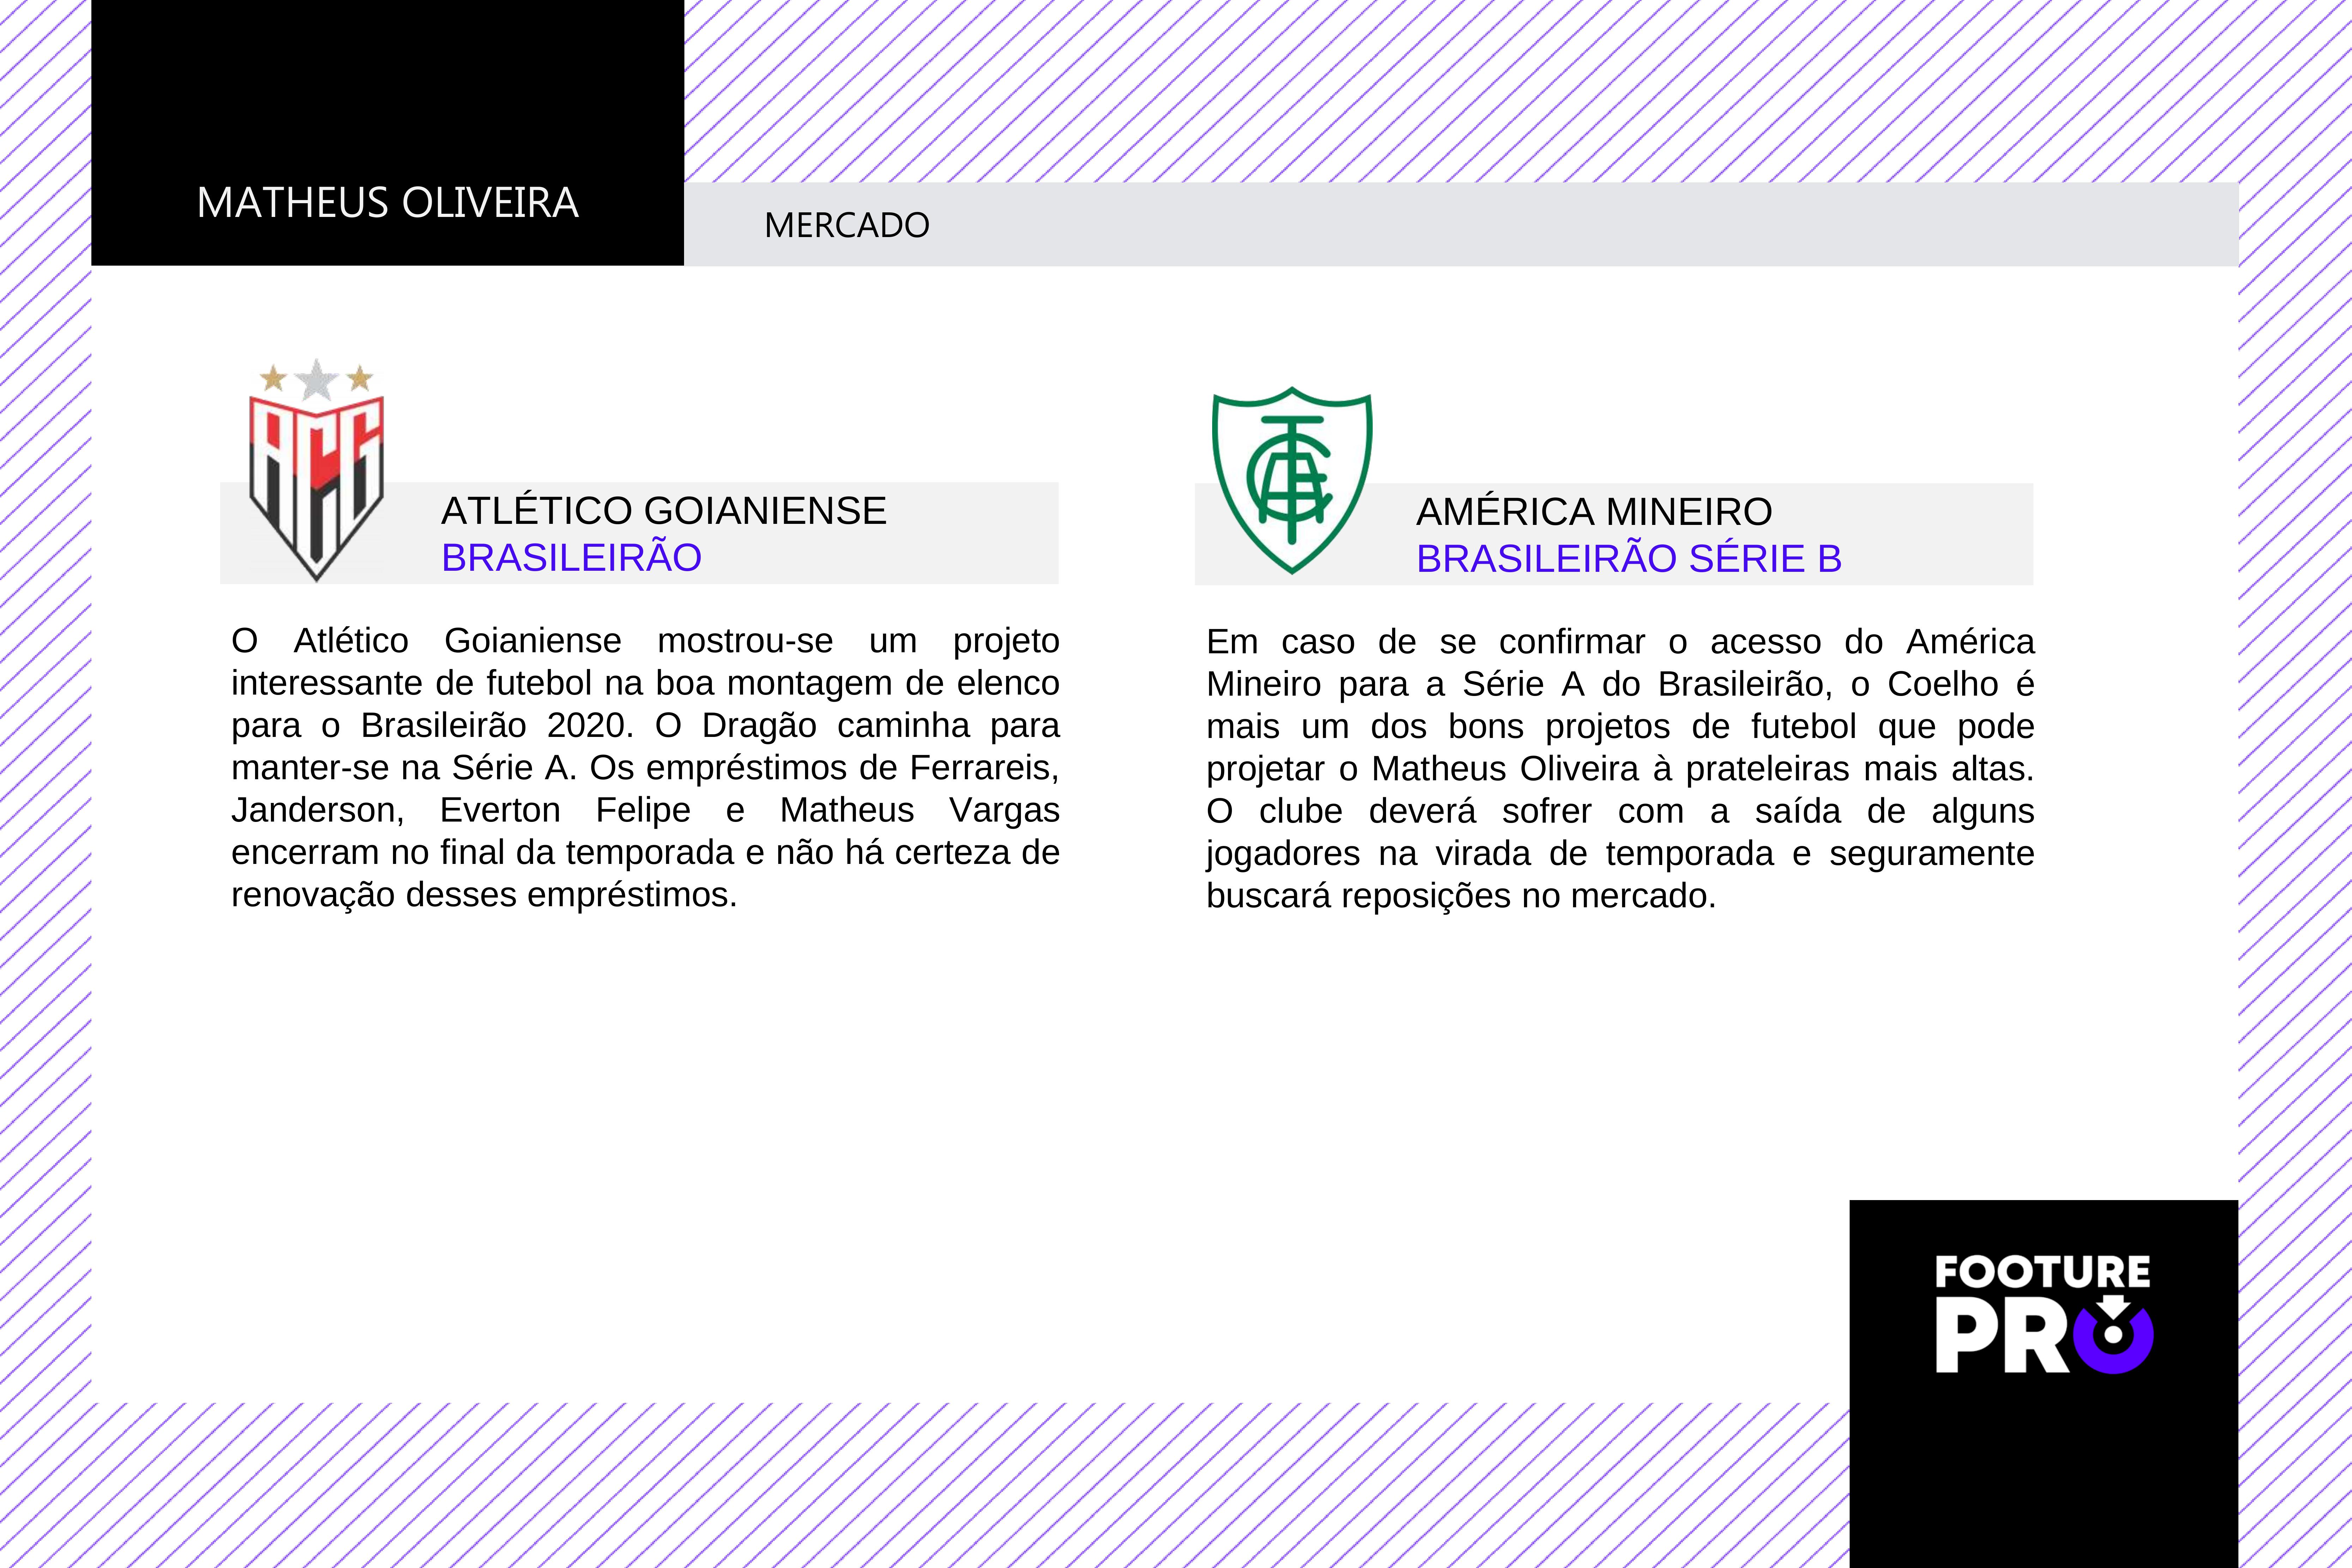 MATHEUS OLIVEIRA
MERCADO
ATLÉTICO GOIANIENSE
BRASILEIRÃO
O Atlético Goianiense mostrou-se um projeto
interessante de futebol na boa montagem de elenco
para o Brasileirão 2020. O Dragão caminha para
manter-se na Série A. Os empréstimos de Ferrareis,
Janderson, Everton Felipe e Matheus Vargas
encerram no final da temporada e não há certeza de
renovação desses empréstimos.
AMÉRICA MINEIRO
BRASILEIRÃO SÉRIE B
Em caso de se confirmar o acesso do América
Mineiro para a Série A do Brasileirão, o Coelho é
mais um dos bons projetos de futebol que pode
projetar o Matheus Oliveira à prateleiras mais altas.
O clube deverá sofrer com a saída de alguns
jogadores na virada de temporada e seguramente
buscará reposições no mercado.
FOOTURE
PRO